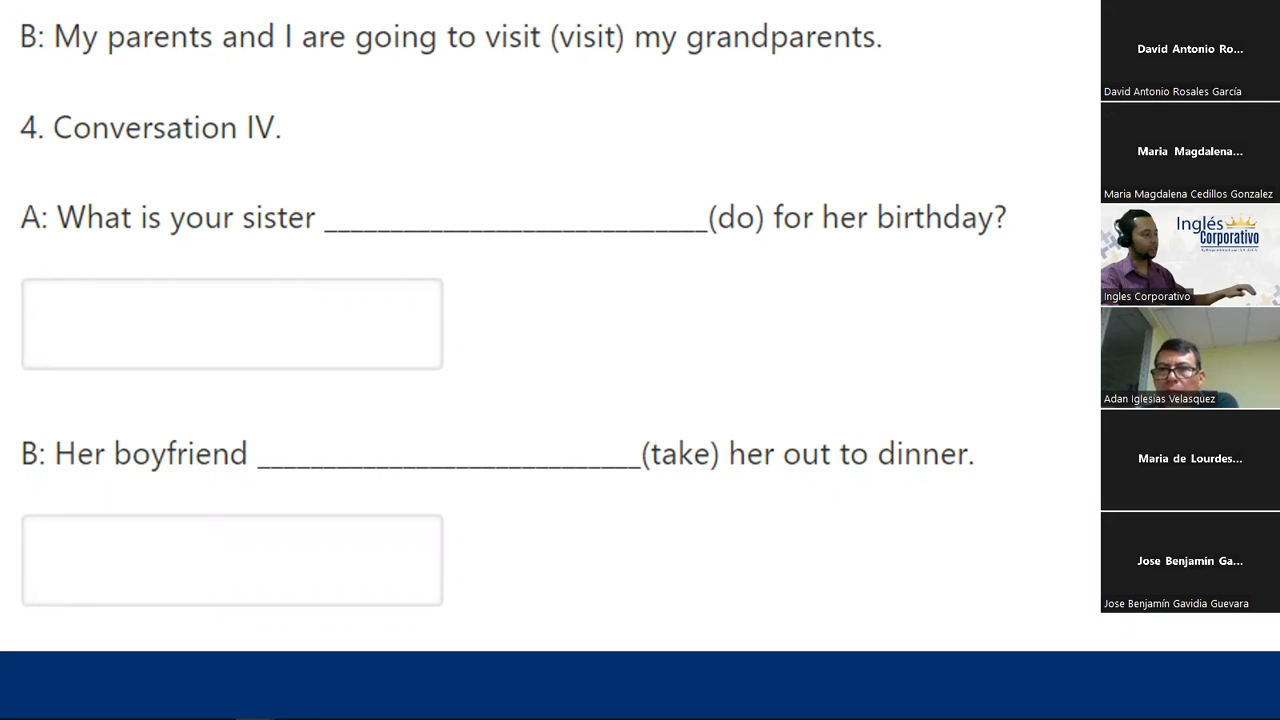 B: My parents and I are going to visit (visit) my grandparents.
4. Conversation IV.
A: What is your sister ____________________________(do) for her birthday?
B: Her boyfriend ____________________________(take) her out to dinner.
David Antonio Ro...
David Antonio Rosales García
Maria Magdalena...
Maria Magdalena Cedillos Gonzalez
Inglés
Corporativo
Ingles Corporativo
Adan Iglesias Velasquez
Maria de Lourdes...
Jose Benjamin Ga...
Jose Benjamín Gavidia Guevara